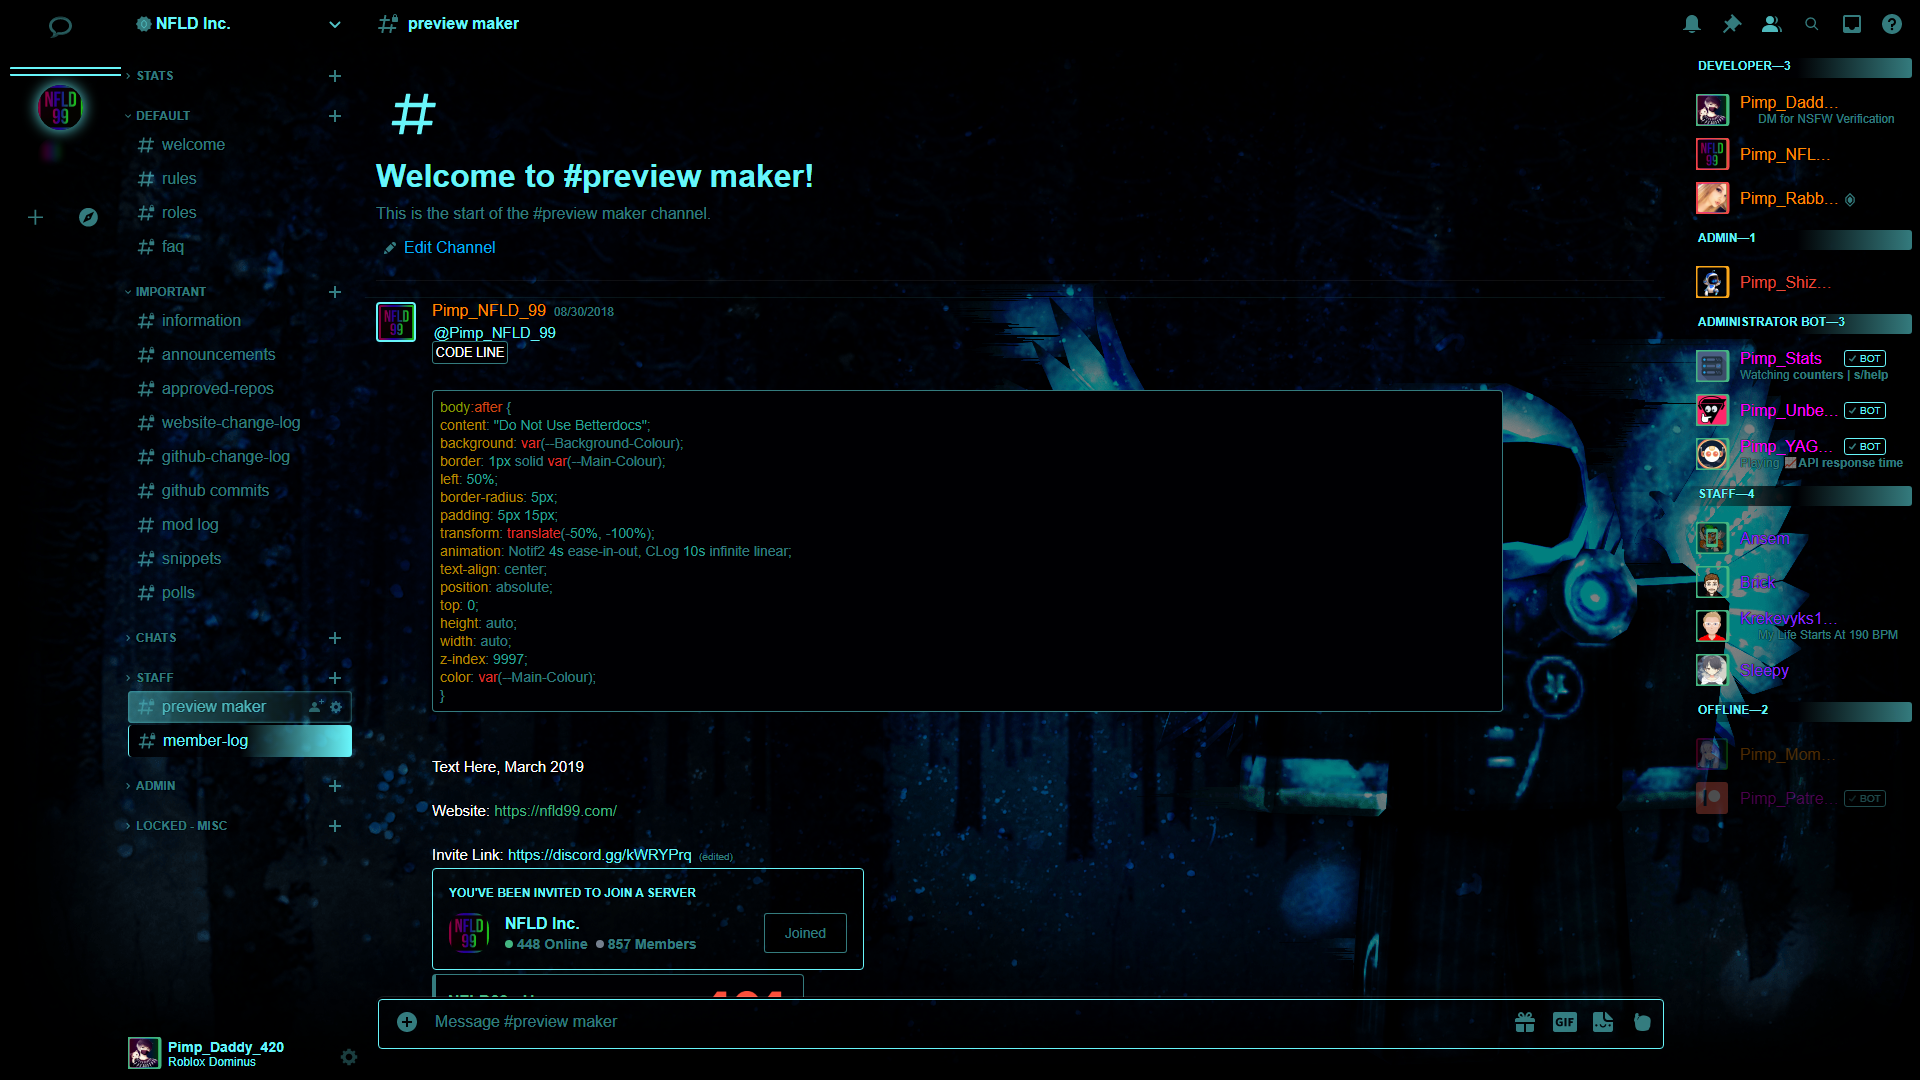 NFLD Inc.
preview maker
NFLD
99
STATS
DEFAULT
welcome
rules
roles
faq
IMPORTANT
information
announcements
approved-repos
website-change-log
github-change-log
github commits
mod log
snippets
polls
CHATS
STAFF
preview maker
member-log
ADMIN
LOCKED - MISC
Pimp_Daddy_420
Roblox Dominus
Welcome to #preview maker!
This is the start of the #preview maker channel.
Edit Channel
NFLD
99
Pimp_NFLD_99 08/30/2018
@Pimp_NFLD_99
CODE LINE
body:after {
content: "Do Not Use Betterdocs";
background: var(--Background-Colour);
border: 1px solid var(--Main-Colour);
left: 50%;
border-radius: 5px;
padding: 5px 15px;
transform: translate(-50%, -100%);
animation: Notif2 4s ease-in-out, CLog 10s infinite linear;
text-align: center;
position: absolute;
top: 0;
height: auto;
width: auto;
z-index: 9997;
color: var(--Main-Colour);
}
Text Here, March 2019
Website: https://nfld99.com/
Invite Link: https://discord.gg/kWRYPrq (edited)
YOU'VE BEEN INVITED TO JOIN A SERVER
NFLD
99
NFLD Inc.
448 Online 857 Members
Joined
Message #preview maker
GIF
DEVELOPER—3
Pimp_Dadd...
DM for NSFW Verification
NFLD
99
Pimp_NFL...
Pimp_Rabb...
ADMIN—1
Pimp_Shiz...
ADMINISTRATOR BOT—3
Pimp_Stats BOT
Watching counters | s/help
Pimp_Unbe... BOT
Pimp_YAG... BOT
Playing API response time
STAFF—4
Ansem
Brick
Krekevyks1...
My Life Starts At 190 BPM
Sleepy
OFFLINE—2
Pimp_Mom...
Pimp_Patre... BOT